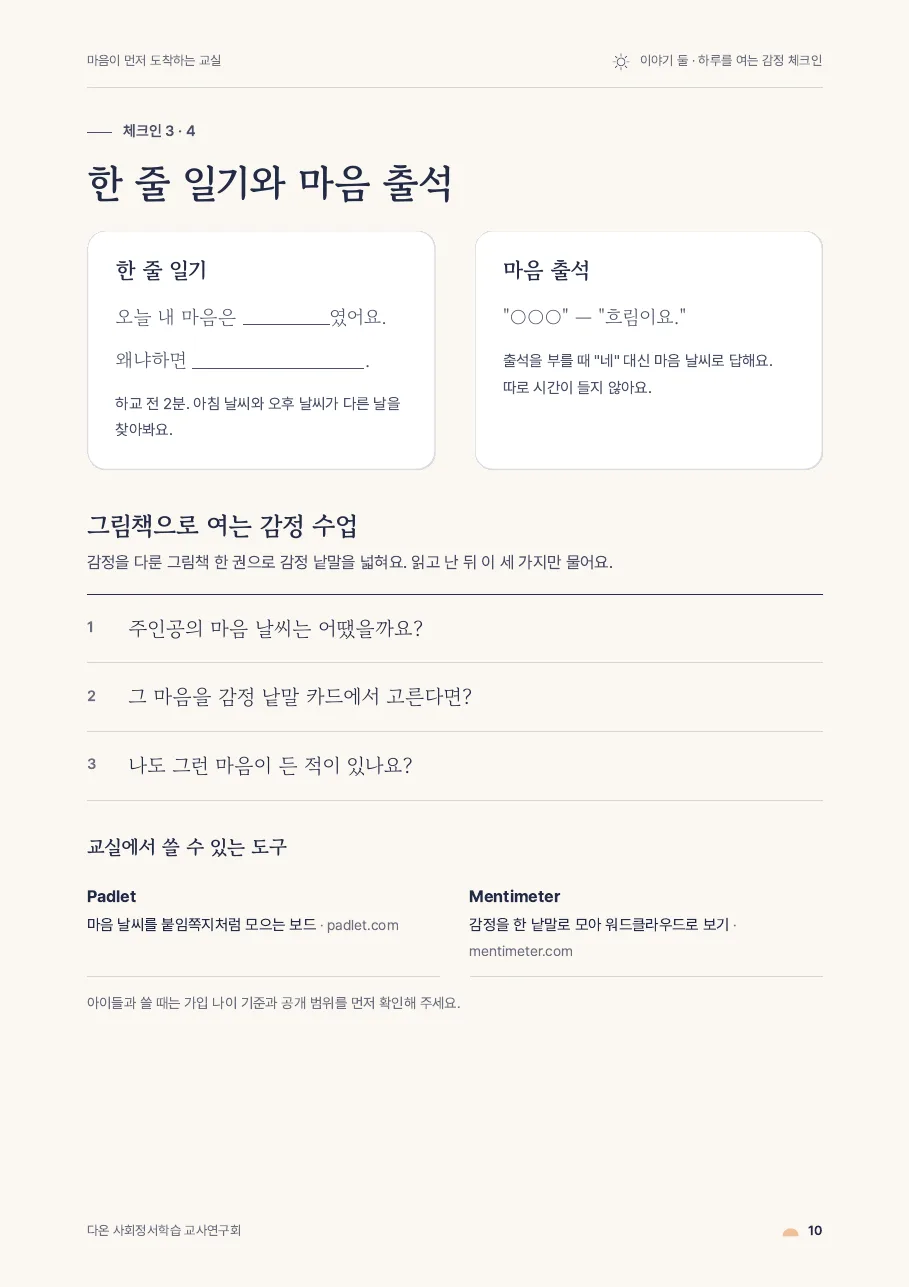 마음이 먼저 도착하는 교실
이야기 둘 · 하루를 여는 감정 체크인
체크인 3 · 4
한 줄 일기와 마음 출석
한 줄 일기
오늘 내 마음은 __________였어요.
왜냐하면 ____________________.
하교 전 2분. 아침 날씨와 오후 날씨가 다른 날을
찾아봐요.
마음 출석
"○○○" — "흐림이요."
출석을 부를 때 "네" 대신 마음 날씨로 답해요.
따로 시간이 들지 않아요.
그림책으로 여는 감정 수업
감정을 다룬 그림책 한 권으로 감정 낱말을 넓혀요. 읽고 난 뒤 이 세 가지만 물어요.
1 주인공의 마음 날씨는 어땠을까요?
2 그 마음을 감정 낱말 카드에서 고른다면?
3 나도 그런 마음이 든 적이 있나요?
교실에서 쓸 수 있는 도구
Padlet
마음 날씨를 붙임쪽지처럼 모으는 보드 · padlet.com
Mentimeter
감정을 한 낱말로 모아 워드클라우드로 보기 ·
mentimeter.com
아이들과 쓸 때는 가입 나이 기준과 공개 범위를 먼저 확인해 주세요.
다온 사회정서학습 교사연구회
10